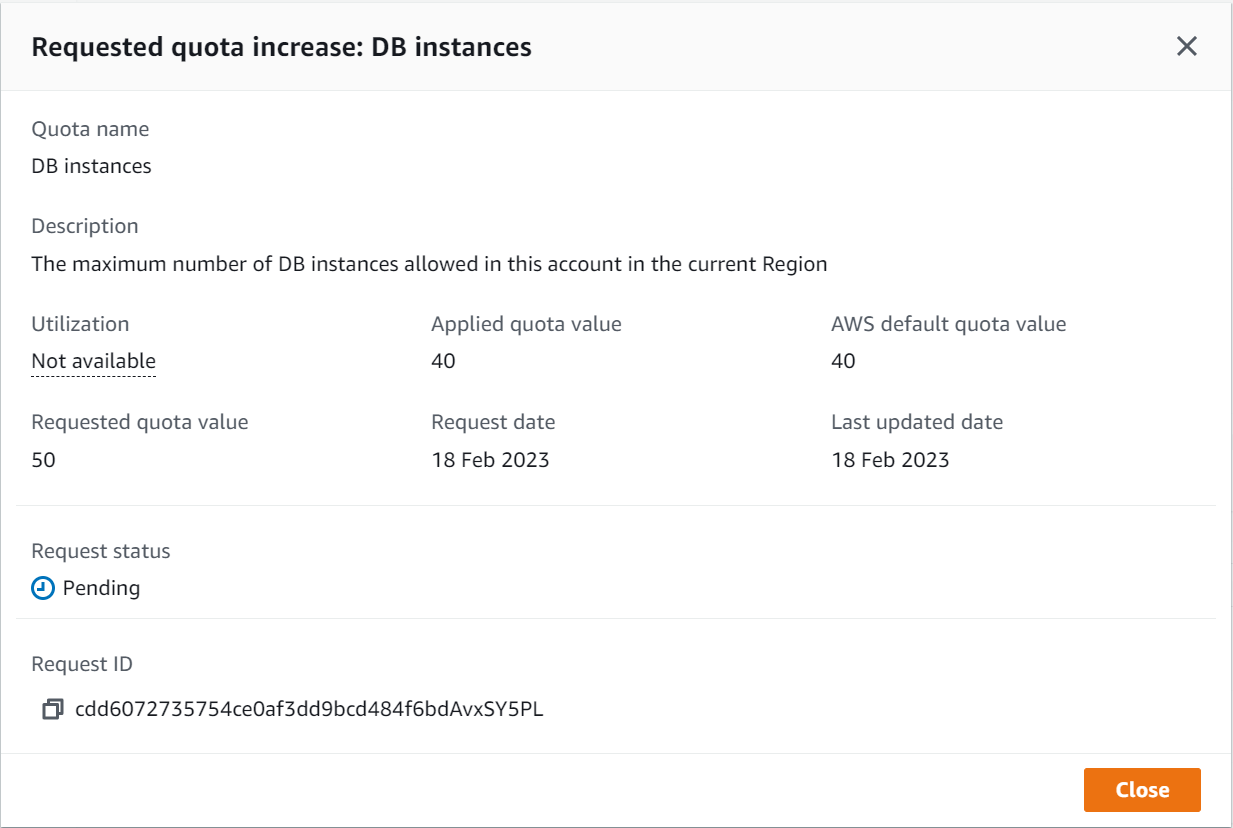 Requested quota increase: DB instances
Quota name
DB instances
Description
The maximum number of DB instances allowed in this account in the current Region
Utilization
Not available
Applied quota value
40
AWS default quota value
40
Requested quota value
50
Request date
18 Feb 2023
Last updated date
18 Feb 2023
Request status
Pending
Request ID
cdd6072735754ce0af3dd9bcd484f6bdAvxSY5PL
Close